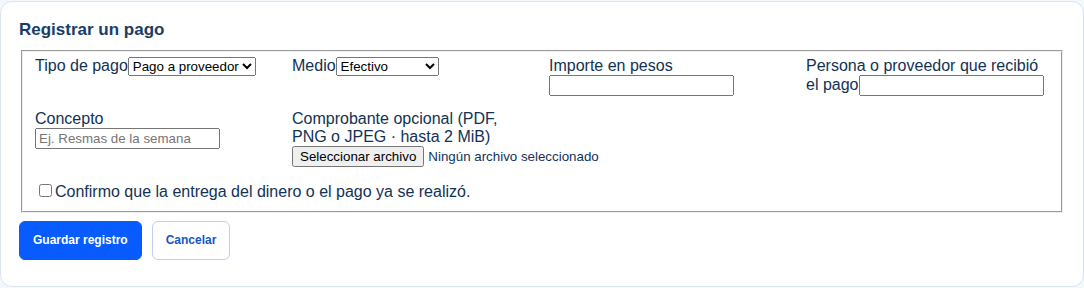 Registrar un pago
Tipo de pago Pago a proveedor
Medio Efectivo
Importe en pesos
Persona o proveedor que recibió
el pago
Concepto
Ej. Resmas de la semana
Comprobante opcional (PDF,
PNG o JPEG · hasta 2 MiB)
Seleccionar archivo Ningún archivo seleccionado
Confirmo que la entrega del dinero o el pago ya se realizó.
Guardar registro
Cancelar